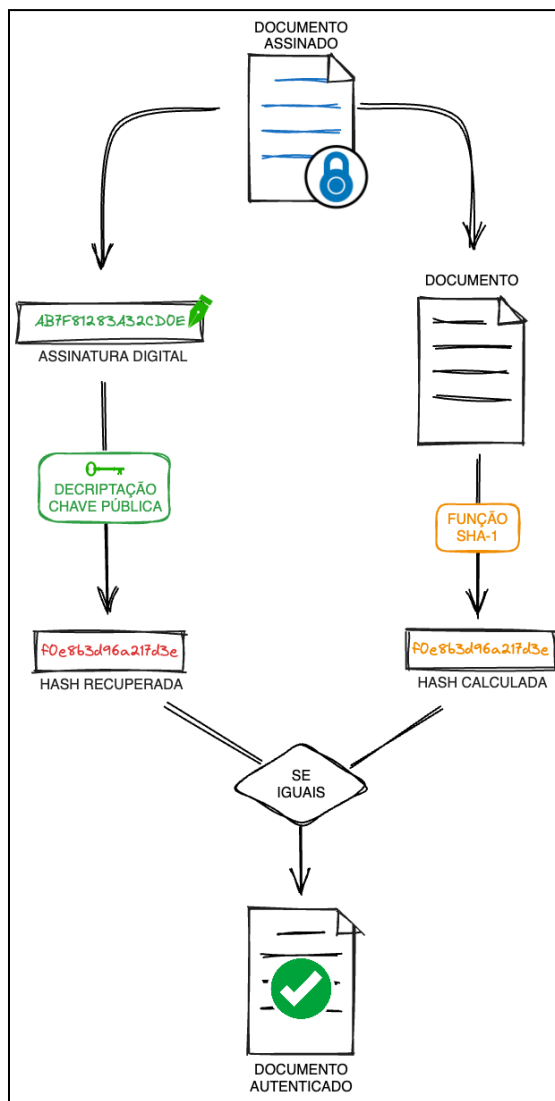 DOCUMENTO
ASSINADO
DOCUMENTO
AB7F81283A32CD0E
ASSINATURA DIGITAL
DECRIPTAÇÃO
CHAVE PÚBLICA
FUNÇÃO
SHA-1
f0e8b3d96a217d3e
HASH RECUPERADA
f0e8b3d96a217d3e
HASH CALCULADA
SE
IGUAIS
DOCUMENTO
AUTENTICADO